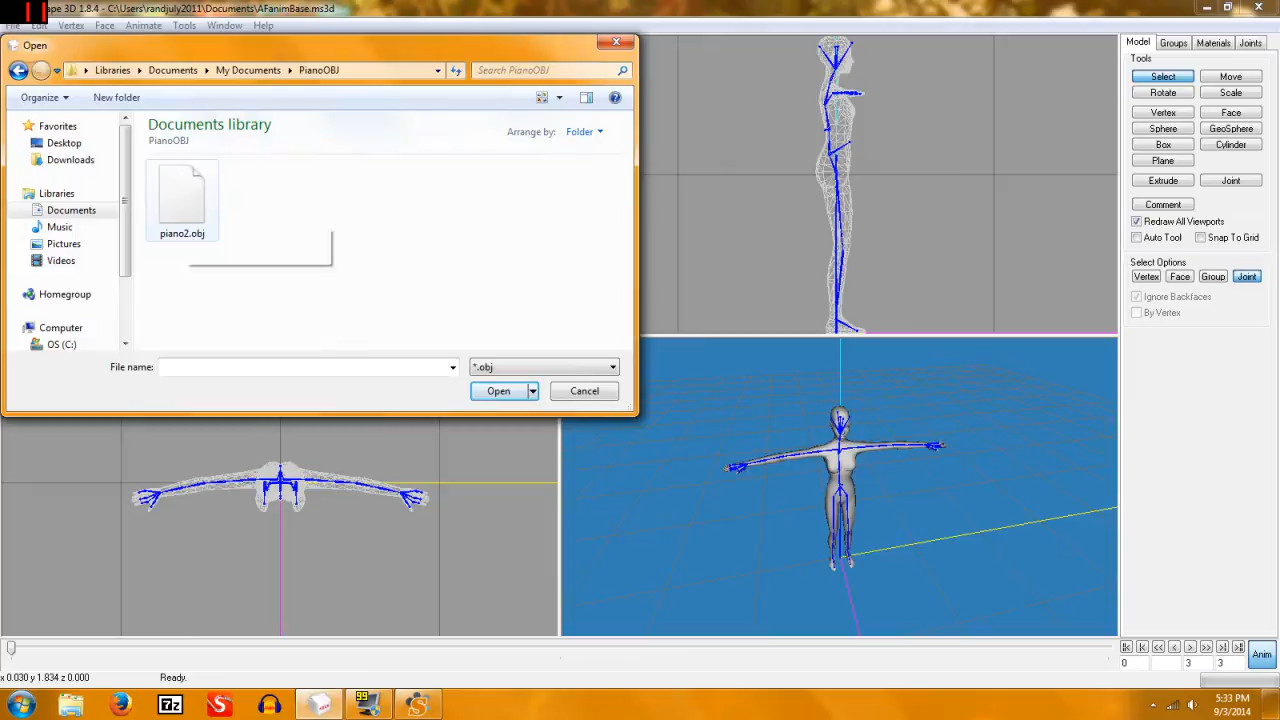 ape 3D 1.8.4 - C:\Users\randjuly2011\Documents\AFanimBase.ms3d
File Edit Vertex Face Animate Tools Window Help
Open
Libraries Documents My Documents PianoOBJ
Search PianoOBJ
Organize New folder
Favorites
Desktop
Downloads
Libraries
Documents
Music
Pictures
Videos
Homegroup
Computer
OS (C:)
Documents library
PianoOBJ
Arrange by: Folder
piano2.obj
File name:
*.obj
Open Cancel
Model Groups Materials Joints
Tools
Select Move
Rotate Scale
Vertex Face
Sphere GeoSphere
Box Cylinder
Plane
Extrude Joint
Comment
Redraw All Viewports
Auto Tool Snap To Grid
Select Options
Vertex Face Group Joint
Ignore Backfaces
By Vertex
Anim
0 3 3
x 0.030 y 1.834 z 0.000 Ready.
7z
99
5:33 PM
9/3/2014